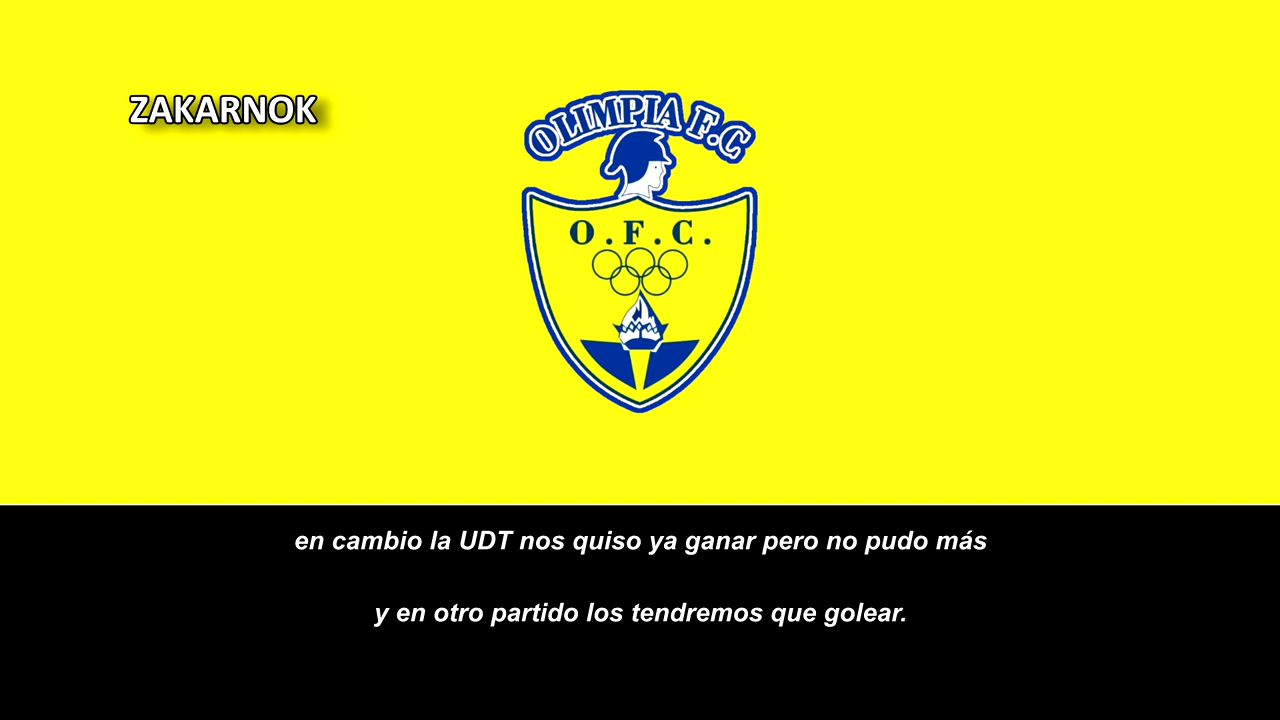 ZAKARNOK
OLIMPIA F.C
O.F.C.
en cambio la UDT nos quiso ya ganar pero no pudo más
y en otro partido los tendremos que golear.